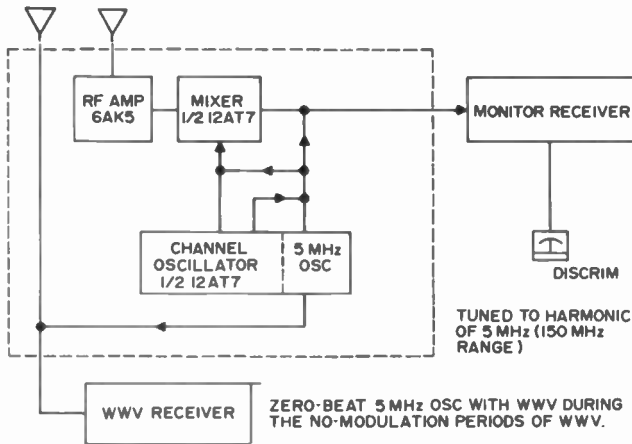 RF AMP
6AK5
MIXER
1/2 12AT7
MONITOR RECEIVER
CHANNEL
OSCILLATOR
1/2 12AT7
5 MHz
OSC
DISCRIM
TUNED TO HARMONIC
OF 5 MHz (150 MHz
RANGE)
WWV RECEIVER
ZERO-BEAT 5 MHz OSC WITH WWV DURING
THE NO-MODULATION PERIODS OF WWV.